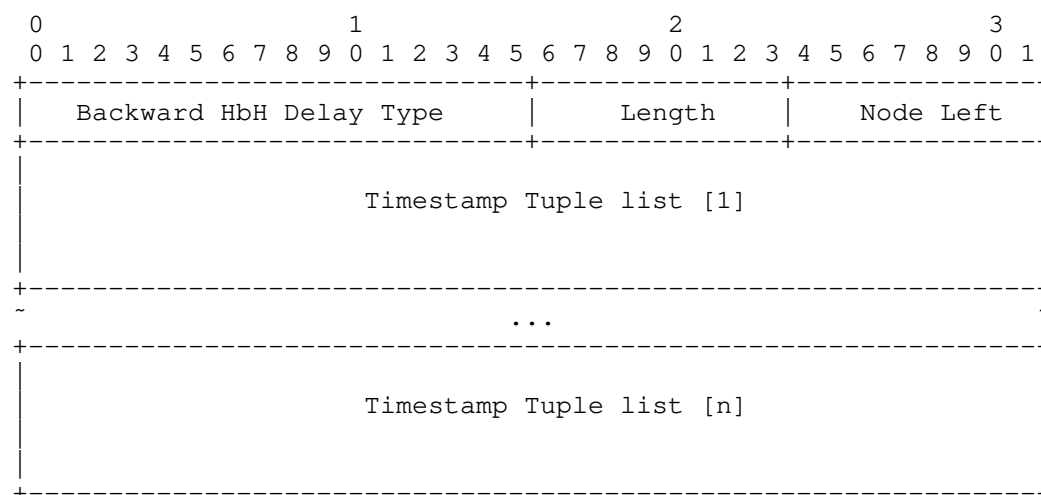 0 1 2 3
0 1 2 3 4 5 6 7 8 9 0 1 2 3 4 5 6 7 8 9 0 1 2 3 4 5 6 7 8 9 0 1
Backward HbH Delay Type | Length | Node Left
Timestamp Tuple list [1]
~ ...
Timestamp Tuple list [n]